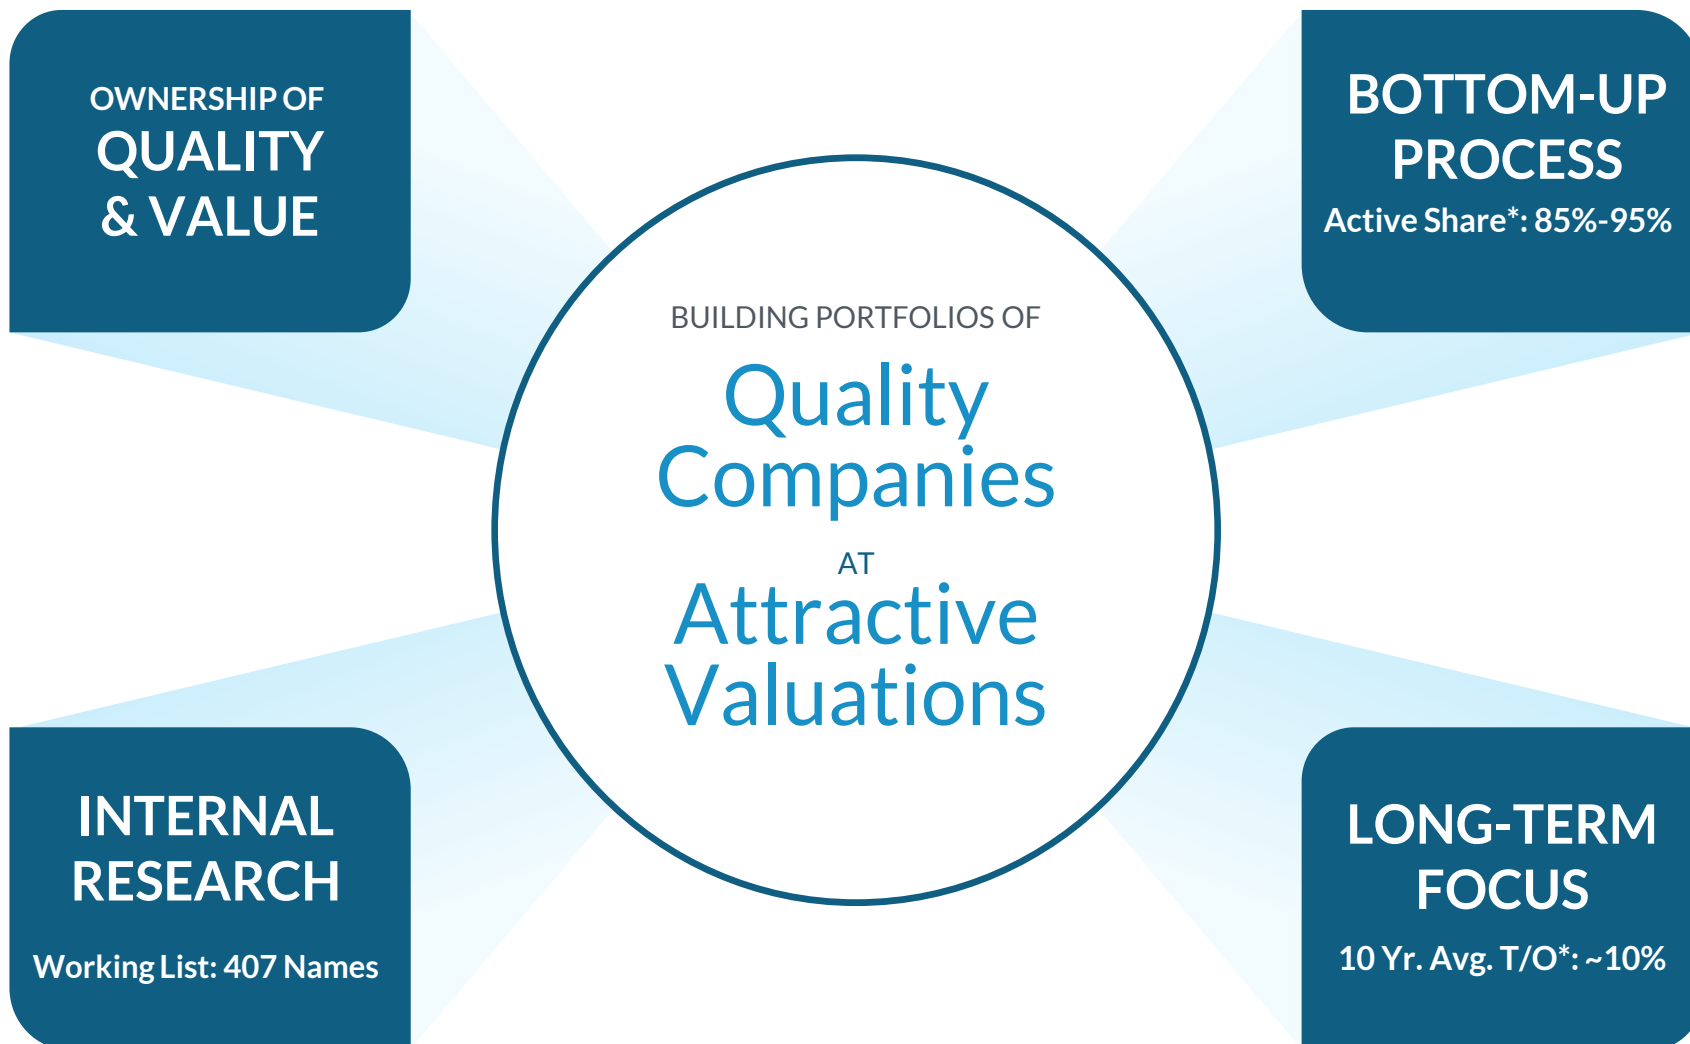 OWNERSHIP OF
QUALITY
& VALUE
BOTTOM-UP
PROCESS
Active Share*: 85%-95%
BUILDING PORTFOLIOS OF
Quality
Companies
AT
Attractive
Valuations
INTERNAL
RESEARCH
Working List: 407 Names
LONG-TERM
FOCUS
10 Yr. Avg. T/O*: ~10%